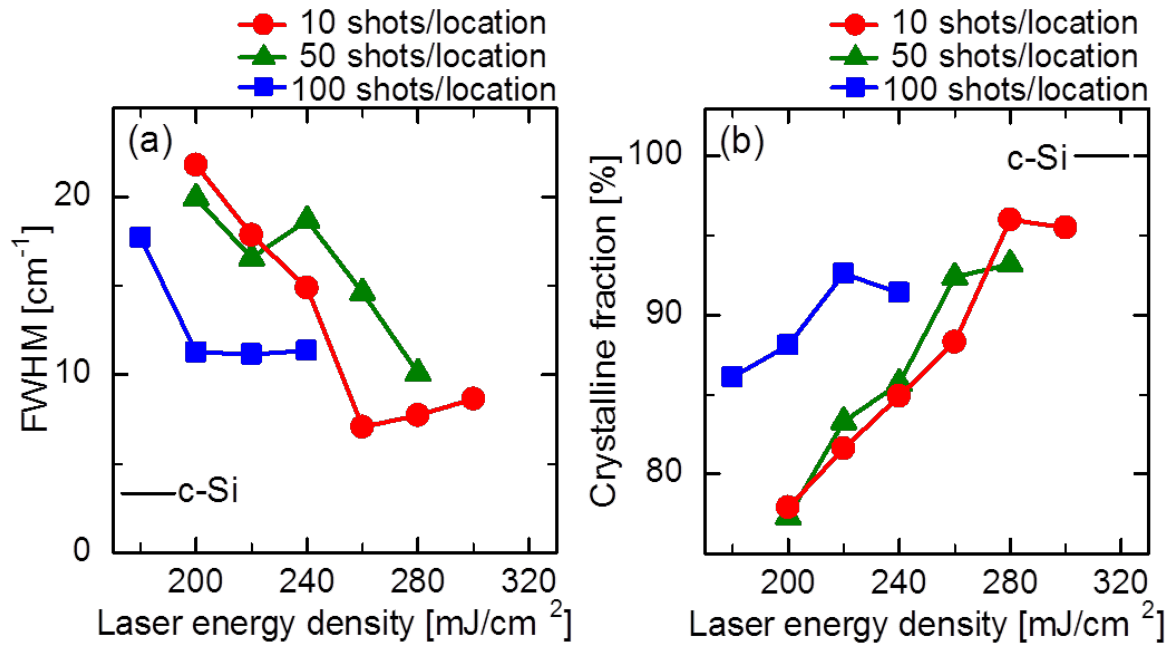 10 shots/location
50 shots/location
100 shots/location
(a)
FWHM [cm⁻¹]
20
10
0
c-Si
200 240 280 320
Laser energy density [mJ/cm ²]
10 shots/location
50 shots/location
100 shots/location
(b)
Crystalline fraction [%]
100
90
80
c-Si
200 240 280 320
Laser energy density [mJ/cm ²]